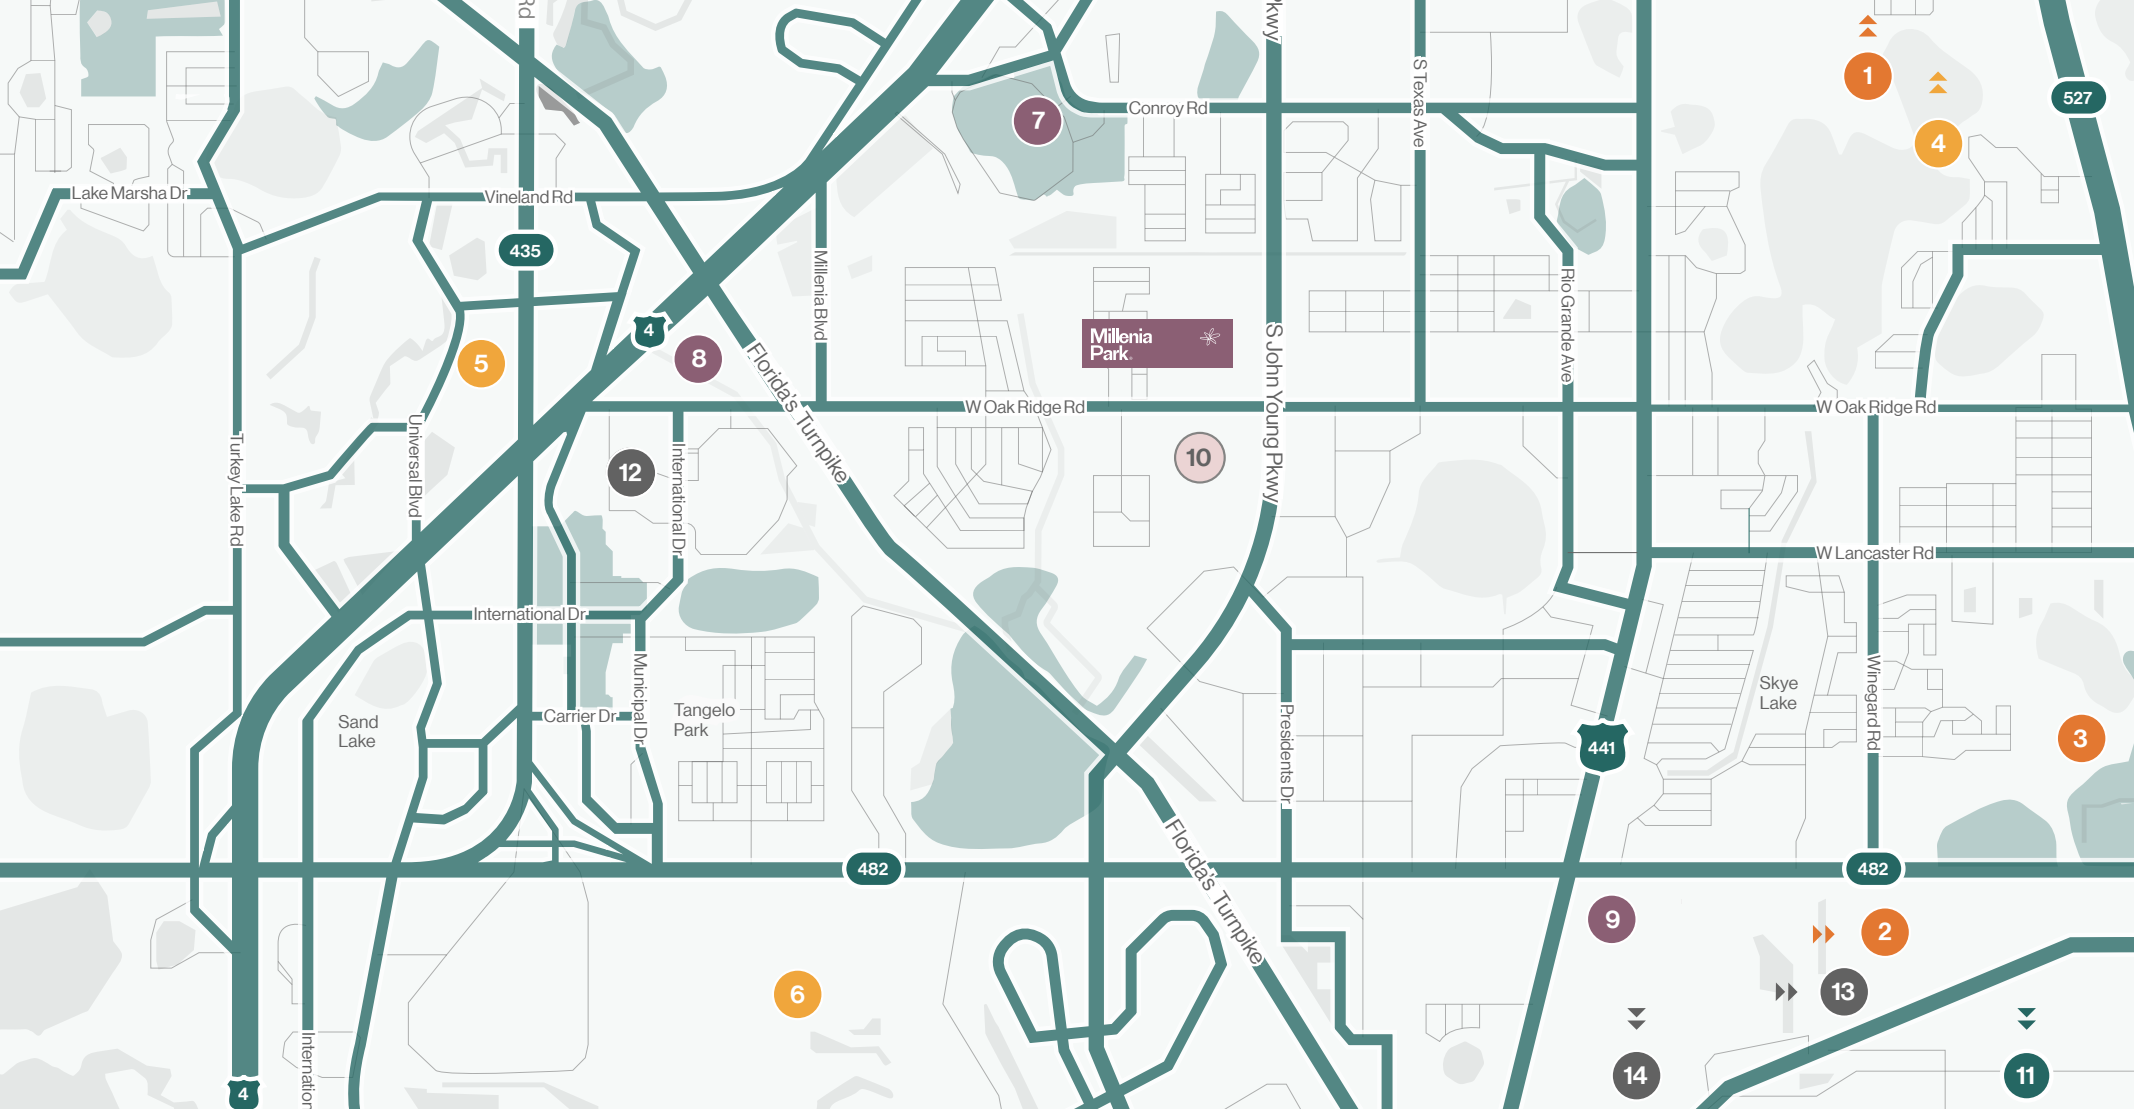 Rd
Pkwy
1
527
S Texas Ave
4
Conroy Rd
7
Lake Marsha Dr
Vineland Rd
435
Millenia Blvd
Rio Grande Ave
4
5
8
Millenia
Park
S John Young Pkwy
Florida's Turnpike
W Oak Ridge Rd
W Oak Ridge Rd
Turkey Lake Rd
Universal Blvd
12
International Dr
10
W Lancaster Rd
International Dr
Municipal Dr
Carrier Dr
Tangelo
Park
Sand
Lake
Skye
Lake
Winegard Rd
Presidents Dr
441
3
482
482
Florida's Turnpike
9
2
6
13
14
11
Internation
4